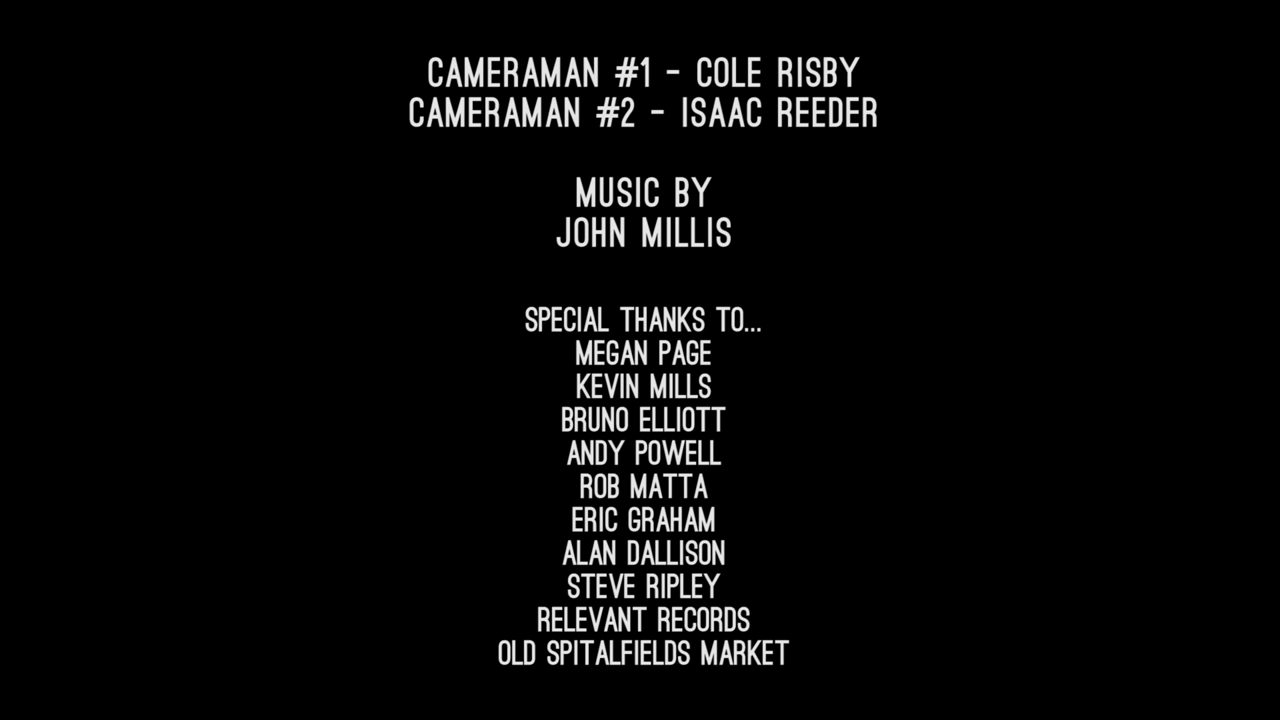 CAMERAMAN #1 - COLE RISBY
CAMERAMAN #2 - ISAAC REEDER
MUSIC BY
JOHN MILLIS
SPECIAL THANKS TO...
MEGAN PAGE
KEVIN MILLS
BRUNO ELLIOTT
ANDY POWELL
ROB MATTA
ERIC GRAHAM
ALAN DALLISON
STEVE RIPLEY
RELEVANT RECORDS
OLD SPITALFIELDS MARKET